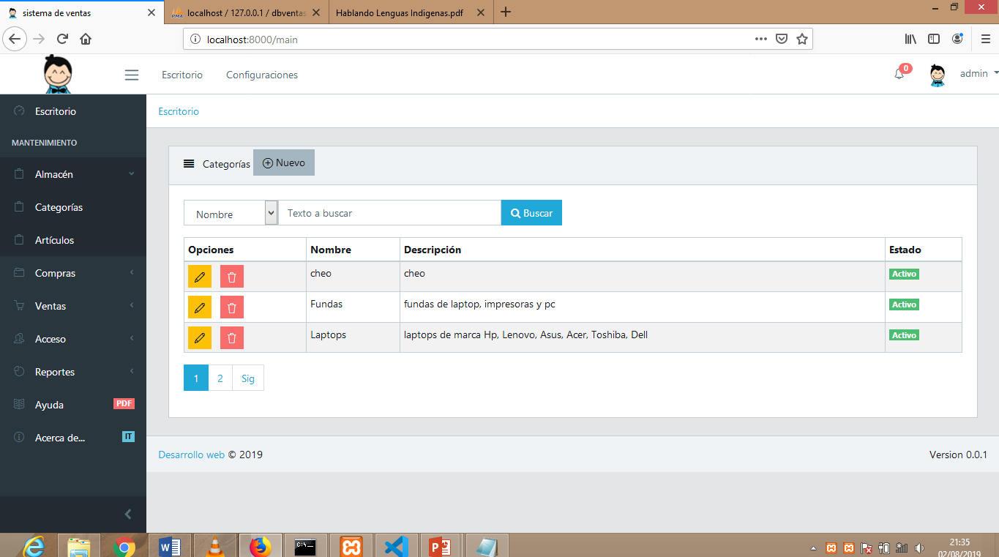 sistema de ventas
localhost / 127.0.0.1 / dbventas
Hablando Lenguas Indigenas.pdf
localhost:8000/main
Escritorio Configuraciones 0 admin
Escritorio
Escritorio
MANTENIMIENTO
Almacén
Categorías
Artículos
Compras
Ventas
Acceso
Reportes
Ayuda PDF
Acerca de... IT
Categorías Nuevo
Nombre Texto a buscar Buscar
Opciones Nombre Descripción Estado
cheo cheo Activo
Fundas fundas de laptop, impresoras y pc Activo
Laptops laptops de marca Hp, Lenovo, Asus, Acer, Toshiba, Dell Activo
1 2 Sig
Desarrollo web © 2019 Version 0.0.1
21:35
02/08/2019